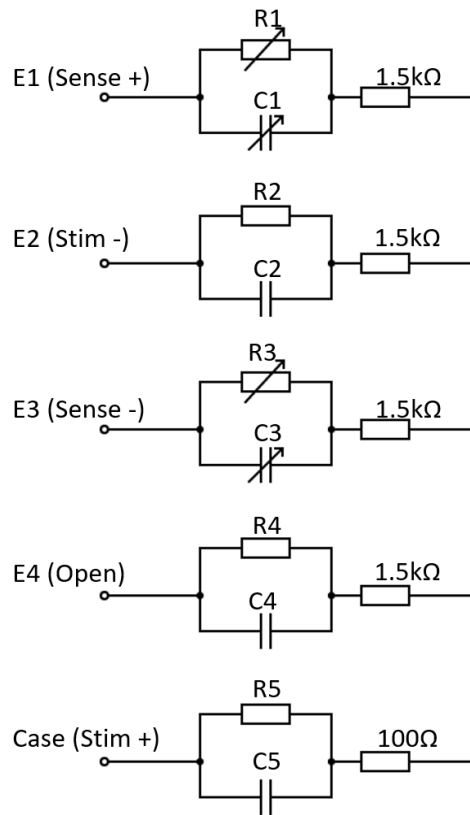 R1
E1 (Sense +)
C1
1.5kΩ
R2
E2 (Stim -)
C2
1.5kΩ
R3
E3 (Sense -)
C3
1.5kΩ
R4
E4 (Open)
C4
1.5kΩ
R5
Case (Stim +)
C5
100Ω